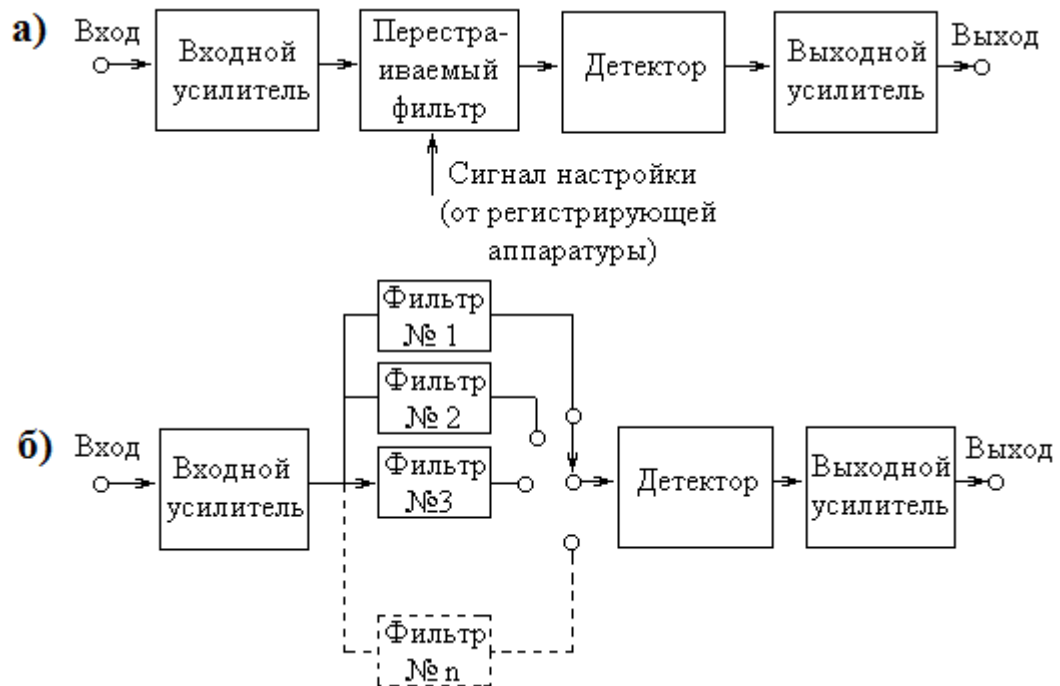 а)
Вход
Входной
усилитель
Перестра-
иваемый
фильтр
Детектор
Выходной
усилитель
Выход
Сигнал настройки
(от регистрирующей
аппаратуры)
б)
Вход
Входной
усилитель
Фильтр
№ 1
Фильтр
№ 2
Фильтр
№3
Фильтр
№ n
Детектор
Выходной
усилитель
Выход